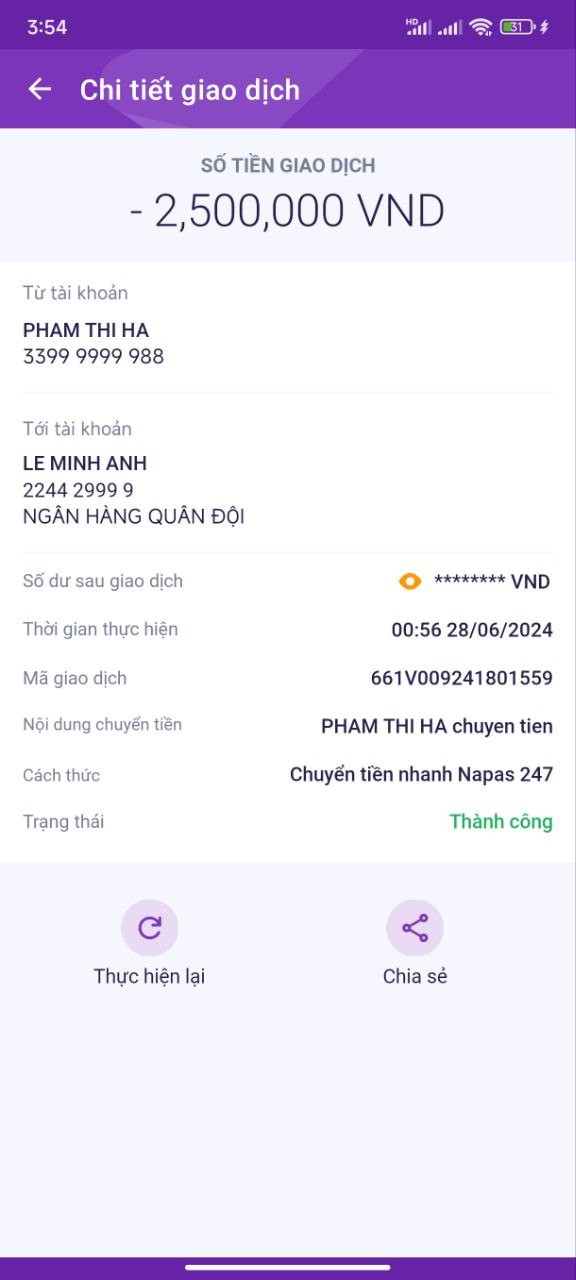 3:54
HD
31
Chi tiết giao dịch
SỐ TIỀN GIAO DỊCH
- 2,500,000 VND
Từ tài khoản
PHAM THI HA
3399 9999 988
Tới tài khoản
LE MINH ANH
2244 2999 9
NGÂN HÀNG QUÂN ĐỘI
Số dư sau giao dịch ******** VND
Thời gian thực hiện 00:56 28/06/2024
Mã giao dịch 661V009241801559
Nội dung chuyển tiền PHAM THI HA chuyen tien
Cách thức Chuyển tiền nhanh Napas 247
Trạng thái Thành công
Thực hiện lại Chia sẻ